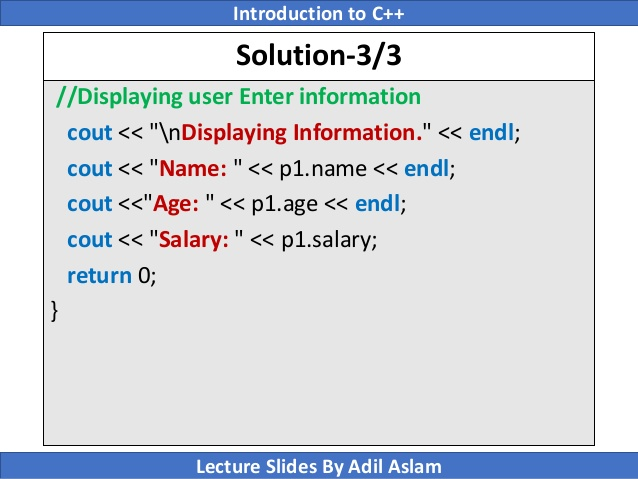 Introduction to C++
Solution-3/3
//Displaying user Enter information
cout << "\nDisplaying Information." << endl;
cout << "Name: " << p1.name << endl;
cout <<"Age: " << p1.age << endl;
cout << "Salary: " << p1.salary;
return 0;
}
Lecture Slides By Adil Aslam